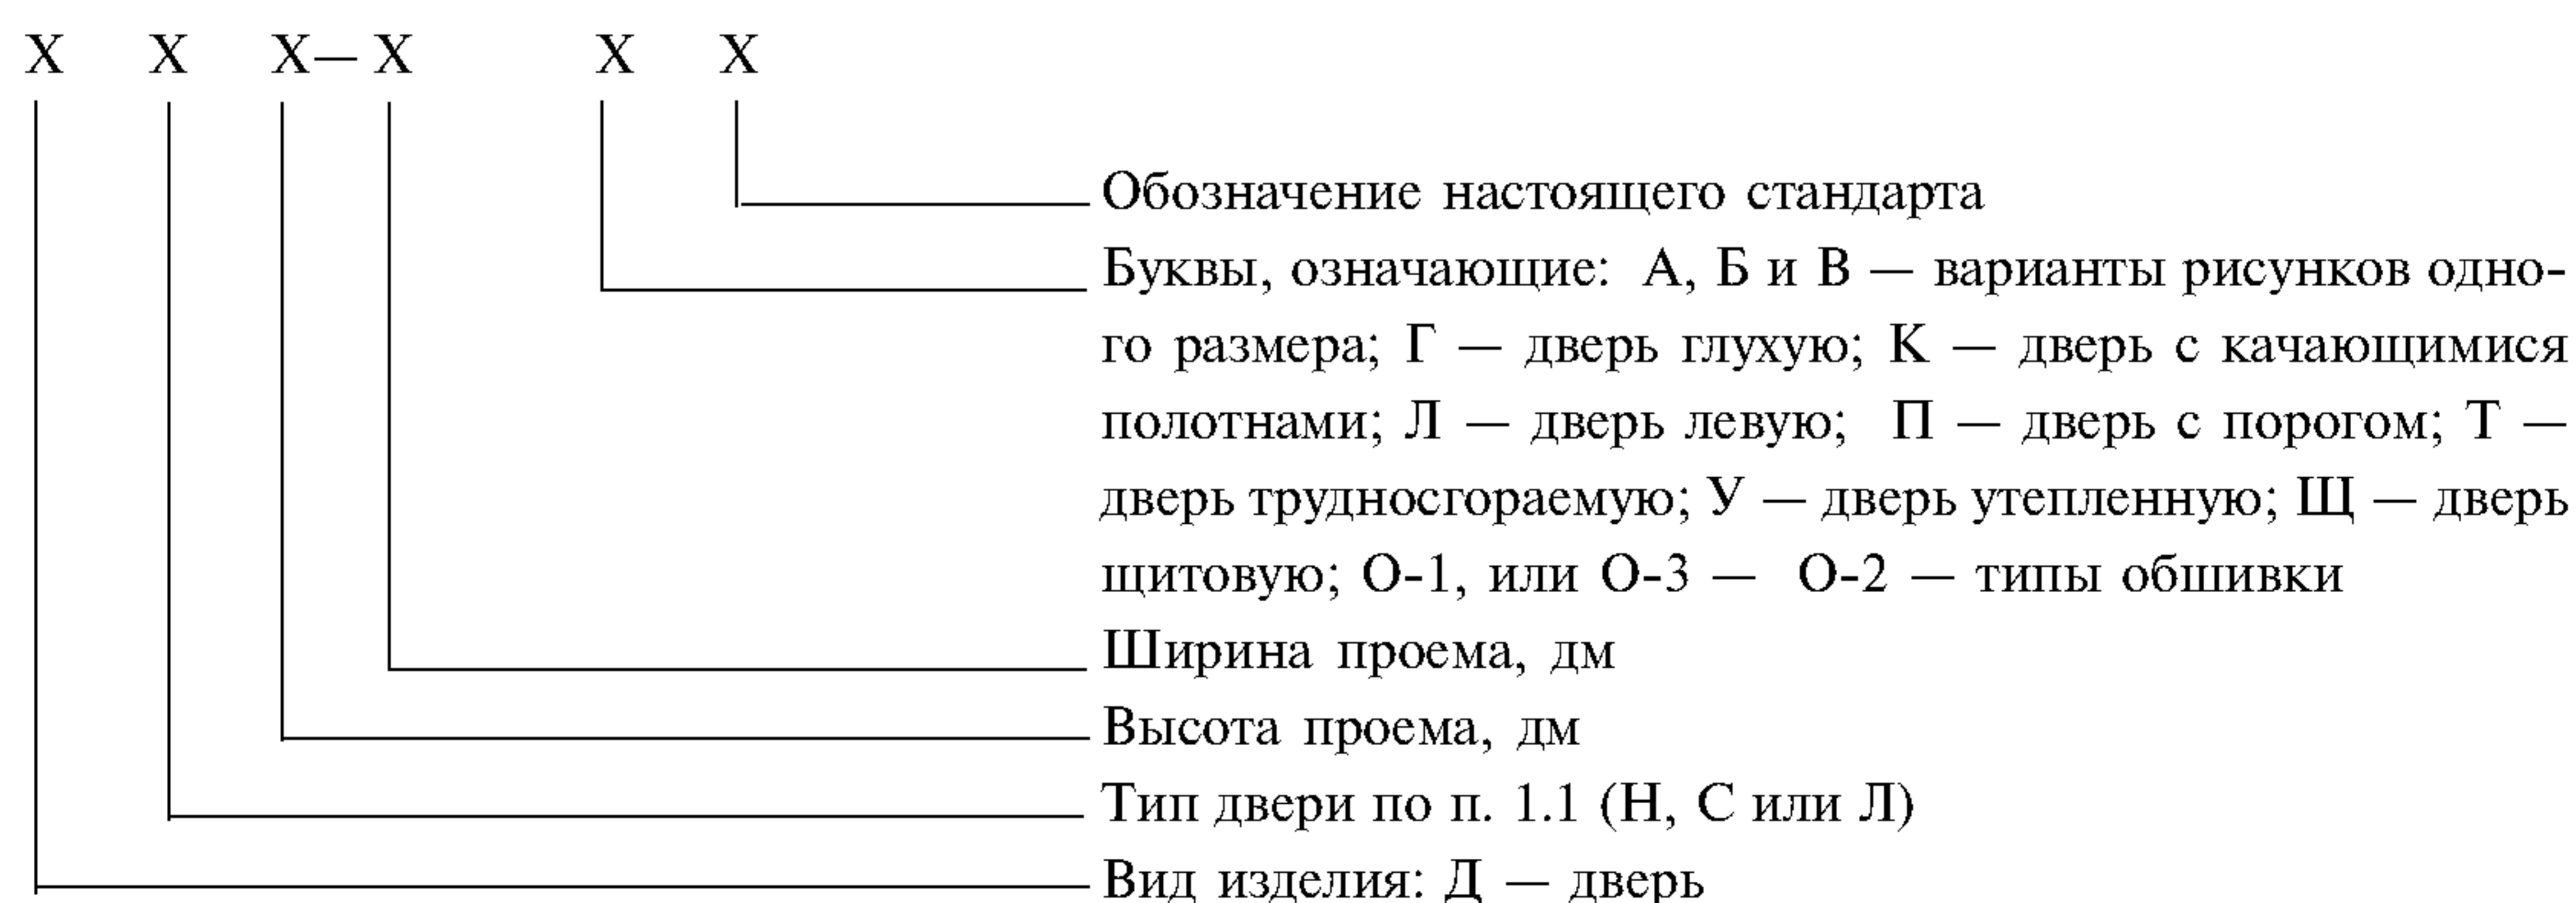 Х Х Х— Х Х Х
Обозначение настоящего стандарта
Буквы, означающие: А, Б и В — варианты рисунков одно-
го размера; Г — дверь глухую; К — дверь с качающимися
полотнами; Л — дверь левую; П — дверь с порогом; Т —
дверь трудносгораемую; У — дверь утепленную; Щ — дверь
щитовую; О-1, или О-3 — О-2 — типы обшивки
Ширина проема, дм
Высота проема, дм
Тип двери по п. 1.1 (Н, С или Л)
Вид изделия: Д — дверь